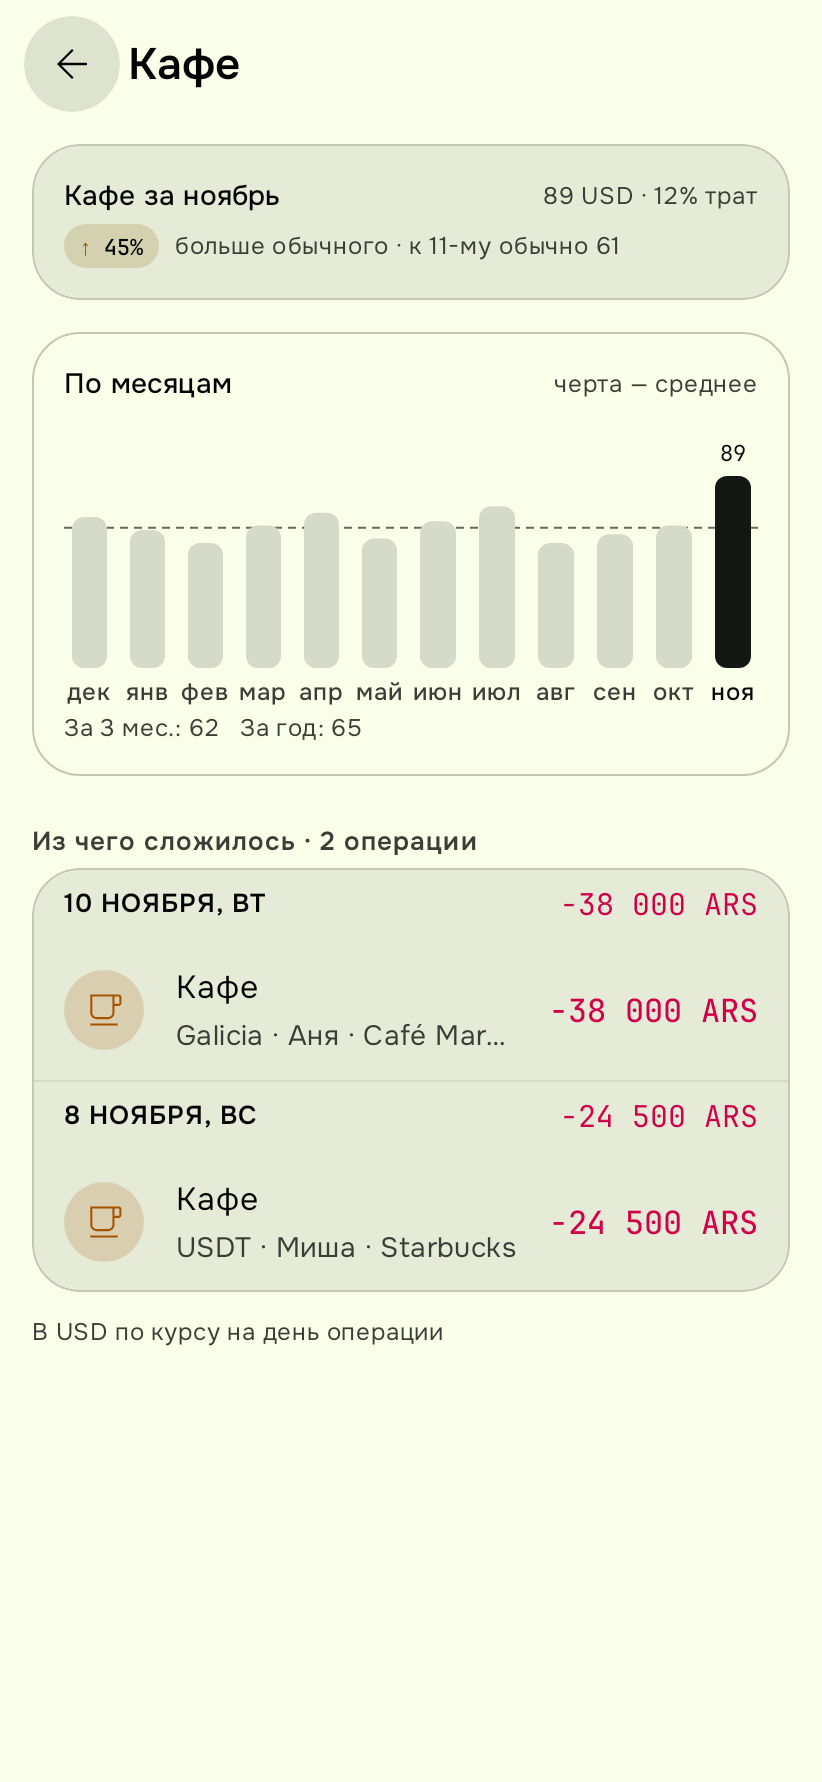 Кафе
Кафе за ноябрь 89 USD · 12% трат
↑ 45% больше обычного · к 11-му обычно 61
По месяцам черта — среднее
89
дек янв фев мар апр май июн июл авг сен окт ноя
За 3 мес.: 62 За год: 65
Из чего сложилось · 2 операции
10 НОЯБРЯ, ВТ -38 000 ARS
Кафе
Galicia · Аня · Café Mar… -38 000 ARS
8 НОЯБРЯ, ВС -24 500 ARS
Кафе
USDT · Миша · Starbucks -24 500 ARS
В USD по курсу на день операции